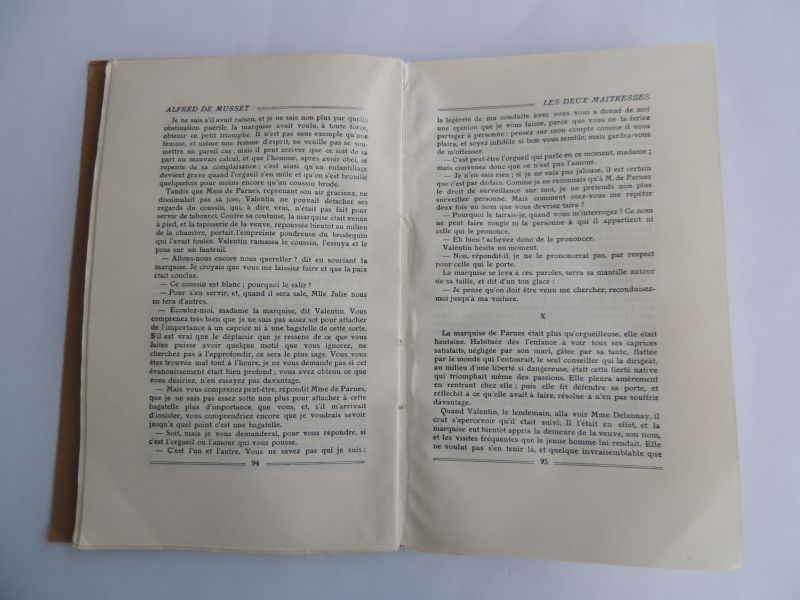 ALFRED DE MUSSET
Je ne sais s'il avait raison, et je ne sais non plus par quelle
obstination puérile la marquise avait voulu, à toute force,
obtenir ce petit triomphe. Il n'est pas sans exemple qu'une
femme, et même une femme d'esprit, ne veuille pas se sou-
mettre en pareil cas ; mais il peut arriver que ce soit de sa
part un mauvais calcul, et que l'homme, après avoir obéi, se
repente de sa complaisance ; c'est ainsi qu'un enfantillage
devient grave quand l'orgueil s'en mêle et qu'on s'est brouillé
quelquefois pour moins encore qu'un coussin brodé.
Tandis que Mme de Parnes, reprenant son air gracieux, ne
dissimulait pas sa joie, Valentin ne pouvait détacher ses
regards du coussin, qui, à dire vrai, n'était pas fait pour
servir de tabouret. Contre sa coutume, la marquise était venue
à pied, et la tapisserie de la veuve, repoussée bientôt au milieu
de la chambre, portait l'empreinte poudreuse du brodequin
qui l'avait foulée. Valentin ramassa le coussin, l'essuya et le
posa sur un fauteuil.
— Allons-nous encore nous quereller ? dit en souriant la
marquise. Je croyais que vous me laissiez faire et que la paix
était conclue.
— Ce coussin est blanc ; pourquoi le salir ?
— Pour s'en servir, et, quand il sera sale, Mlle Julie nous
en fera d'autres.
— Ecoutez-moi, madame la marquise, dit Valentin. Vous
comprenez très bien que je ne suis pas assez sot pour attacher
de l'importance à un caprice ni à une bagatelle de cette sorte.
S'il est vrai que le déplaisir que je ressens de ce que vous
faites puisse avoir quelque motif que vous ignorez, ne
cherchez pas à l'approfondir, ce sera le plus sage. Vous vous
êtes trouvée mal tout à l'heure, je ne vous demande pas si cet
évanouissement était bien profond ; vous avez obtenu ce que
vous désiriez, n'en essayez pas davantage.
— Mais vous comprenez peut-être, répondit Mme de Parnes,
que je ne suis pas assez sotte non plus pour attacher à cette
bagatelle plus d'importance que vous, et, s'il m'arrivait
d'insister, vous comprendriez encore que je voudrais savoir
jusqu'à quel point c'est une bagatelle.
— Soit, mais je vous demanderai, pour vous répondre, si
c'est l'orgueil ou l'amour qui vous pousse.
— C'est l'un et l'autre. Vous ne savez pas qui je suis :
94
LES DEUX MAITRESSES
la légèreté de ma conduite avec vous vous a donné de moi
une opinion que je vous laisse, parce que vous ne la feriez
partager à personne ; pensez sur mon compte comme il vous
plaira, et soyez infidèle si bon vous semble, mais gardez-vous
de m'offenser.
— C'est peut-être l'orgueil qui parle en ce moment, madame ;
mais convenez donc que ce n'est pas l'amour.
— Je n'en sais rien ; si je ne suis pas jalouse, il est certain
que c'est par dédain. Comme je ne reconnais qu'à M. de Parnes
le droit de surveillance sur moi, je ne prétends non plus
surveiller personne. Mais comment osez-vous me répéter
deux fois un nom que vous devriez taire ?
— Pourquoi le tairais-je, quand vous m'interrogez ? Ce nom
ne peut faire rougir ni la personne à qui il appartient ni
celle qui le prononce.
— Eh bien ! achevez donc de le prononcer.
Valentin hésita un moment.
— Non, répondit-il, je ne le prononcerai pas, par respect
pour celle qui le porte.
La marquise se leva à ces paroles, serra sa mantille autour
de sa taille, et dit d'un ton glacé :
— Je pense qu'on doit être venu me chercher, reconduisez-
moi jusqu'à ma voiture.
X
La marquise de Parnes était plus qu'orgueilleuse, elle était
hautaine. Habituée dès l'enfance à voir tous ses caprices
satisfaits, négligée par son mari, gâtée par sa tante, flattée
par le monde qui l'entourait, le seul conseiller qui la dirigeât,
au milieu d'une liberté si dangereuse, était cette fierté native
qui triomphait même des passions. Elle pleura amèrement
en rentrant chez elle ; puis elle fit défendre sa porte, et
réfléchit à ce qu'elle avait à faire, résolue à n'en pas souffrir
davantage.
Quand Valentin, le lendemain, alla voir Mme Delaunay, il
crut s'apercevoir qu'il était suivi. Il l'était en effet, et la
marquise eut bientôt appris la demeure de la veuve, son nom,
et les visites fréquentes que le jeune homme lui rendait. Elle
ne voulut pas s'en tenir là, et quelque invraisemblable que
95